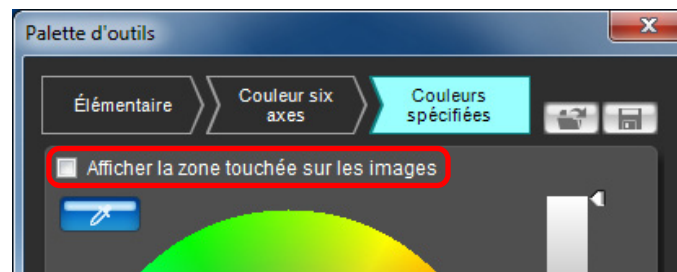 Palette d'outils
Élémentaire
Couleur six
axes
Couleurs
spécifiées
Afficher la zone touchée sur les images